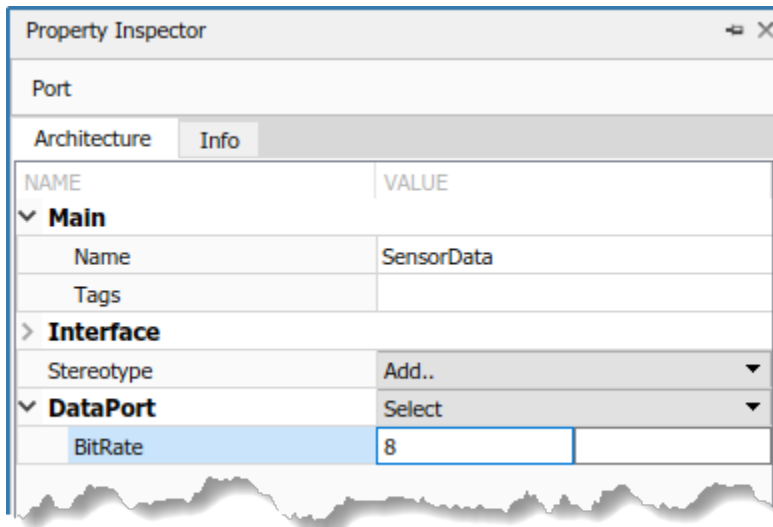 Property Inspector
Port
Architecture Info
NAME VALUE
Main
Name SensorData
Tags
Interface
Stereotype Add..
DataPort Select
BitRate 8